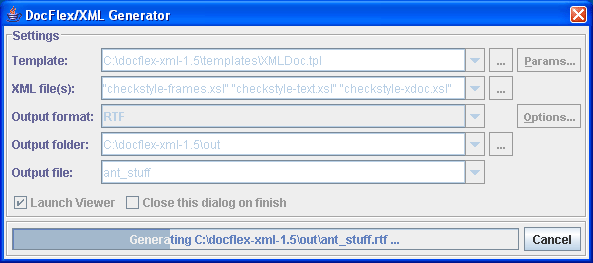 DocFlex/XML Generator
Settings
Template: C:\docflex-xml-1.5\templates\XMLDoc.tpl ... Params...
XML file(s): "checkstyle-frames.xsl" "checkstyle-text.xsl" "checkstyle-xdoc.xsl" ...
Output format: RTF Options...
Output folder: C:\docflex-xml-1.5\out ...
Output file: ant_stuff
Launch Viewer Close this dialog on finish
Generating C:\docflex-xml-1.5\out\ant_stuff.rtf ... Cancel